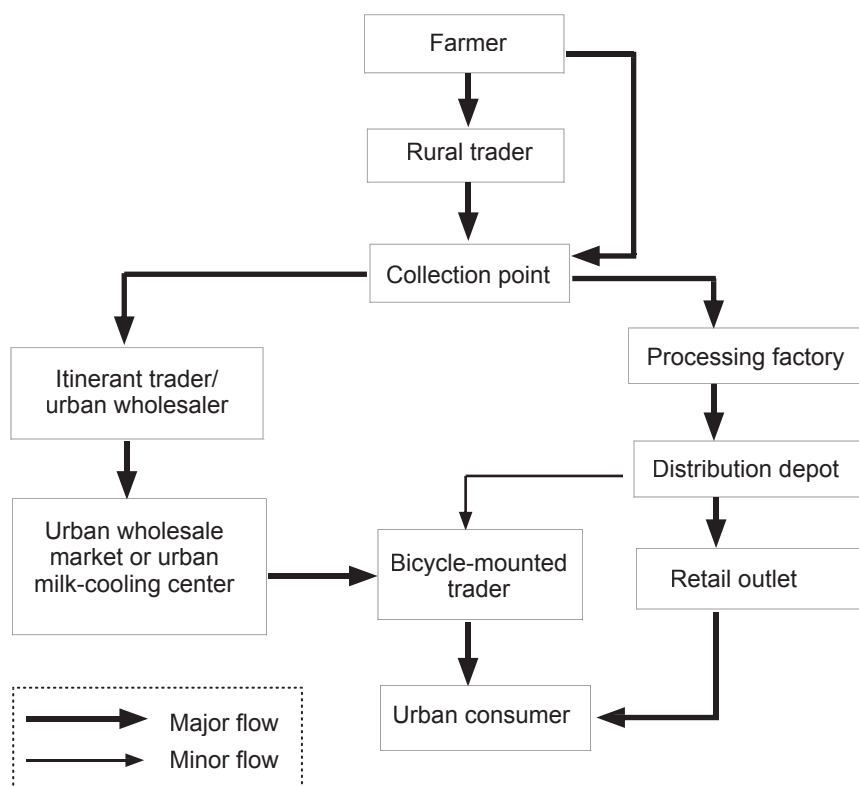 Farmer
Rural trader
Collection point
Processing factory
Itinerant trader/
urban wholesaler
Distribution depot
Urban wholesale
market or urban
milk-cooling center
Bicycle-mounted
trader
Retail outlet
Urban consumer
Major flow
Minor flow